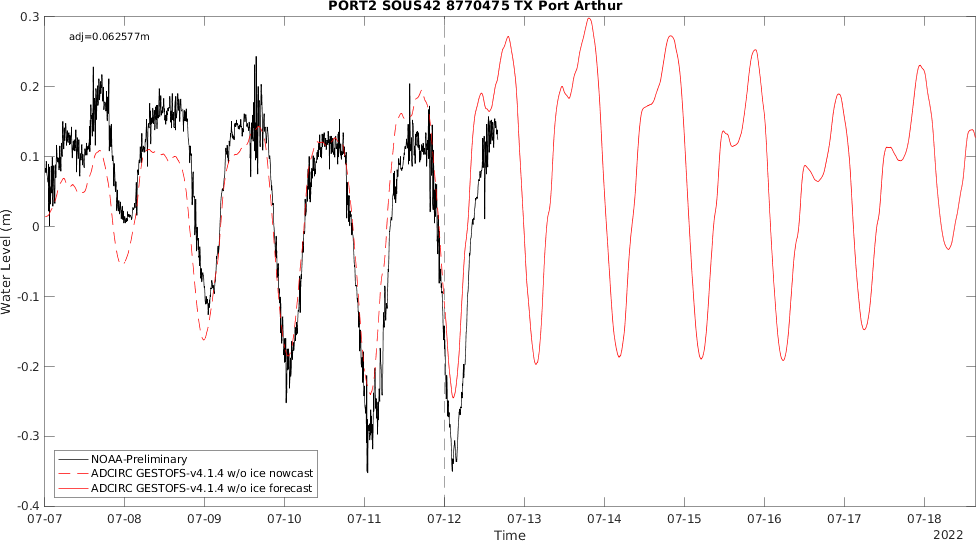 PORT2 SOUS42 8770475 TX Port Arthur
adj=0.062577m
0.3
0.2
0.1
0
-0.1
-0.2
-0.3
-0.4
Water Level (m)
NOAA-Preliminary
ADCIRC GESTOFS-v4.1.4 w/o ice nowcast
ADCIRC GESTOFS-v4.1.4 w/o ice forecast
07-07 07-08 07-09 07-10 07-11 07-12 07-13 07-14 07-15 07-16 07-17 07-18
Time
2022